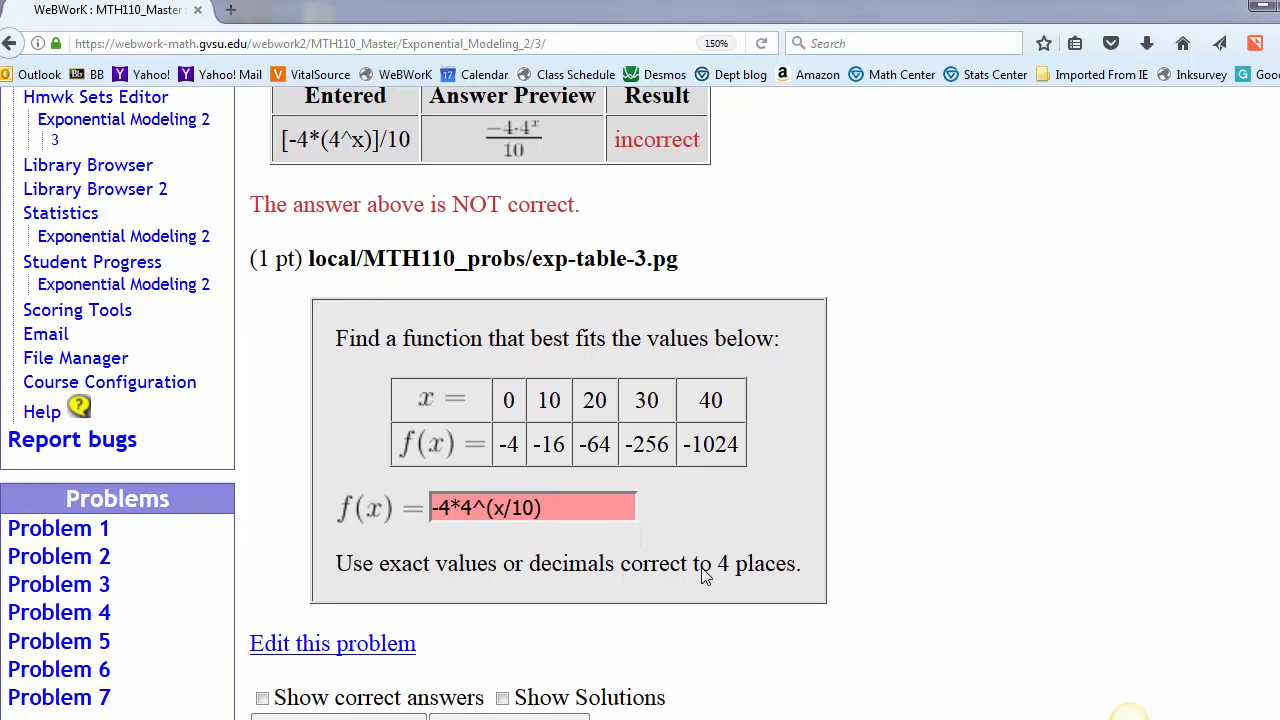 WeBWorK : MTH110_Master : × +
https://webwork-math.gvsu.edu/webwork2/MTH110_Master/Exponential_Modeling_2/3/ 150% Search
Outlook Bb BB Yahoo! Yahoo! Mail VitalSource WEBWorK 17 Calendar Class Schedule Desmos Dept blog Amazon Math Center Stats Center Imported From IE Inksurvey G Goo
Hmwk Sets Editor
Exponential Modeling 2
3
Library Browser
Library Browser 2
Statistics
Exponential Modeling 2
Student Progress
Exponential Modeling 2
Scoring Tools
Email
File Manager
Course Configuration
Help ?
Report bugs
Problems
Problem 1
Problem 2
Problem 3
Problem 4
Problem 5
Problem 6
Problem 7
Entered Answer Preview Result
[-4*(4^x)]/10 −4·4^x/10 incorrect
The answer above is NOT correct.
(1 pt) local/MTH110_probs/exp-table-3.pg
Find a function that best fits the values below:
x = 0 10 20 30 40
f(x) = -4 -16 -64 -256 -1024
f(x) = -4*4^(x/10)
Use exact values or decimals correct to 4 places.
Edit this problem
Show correct answers Show Solutions